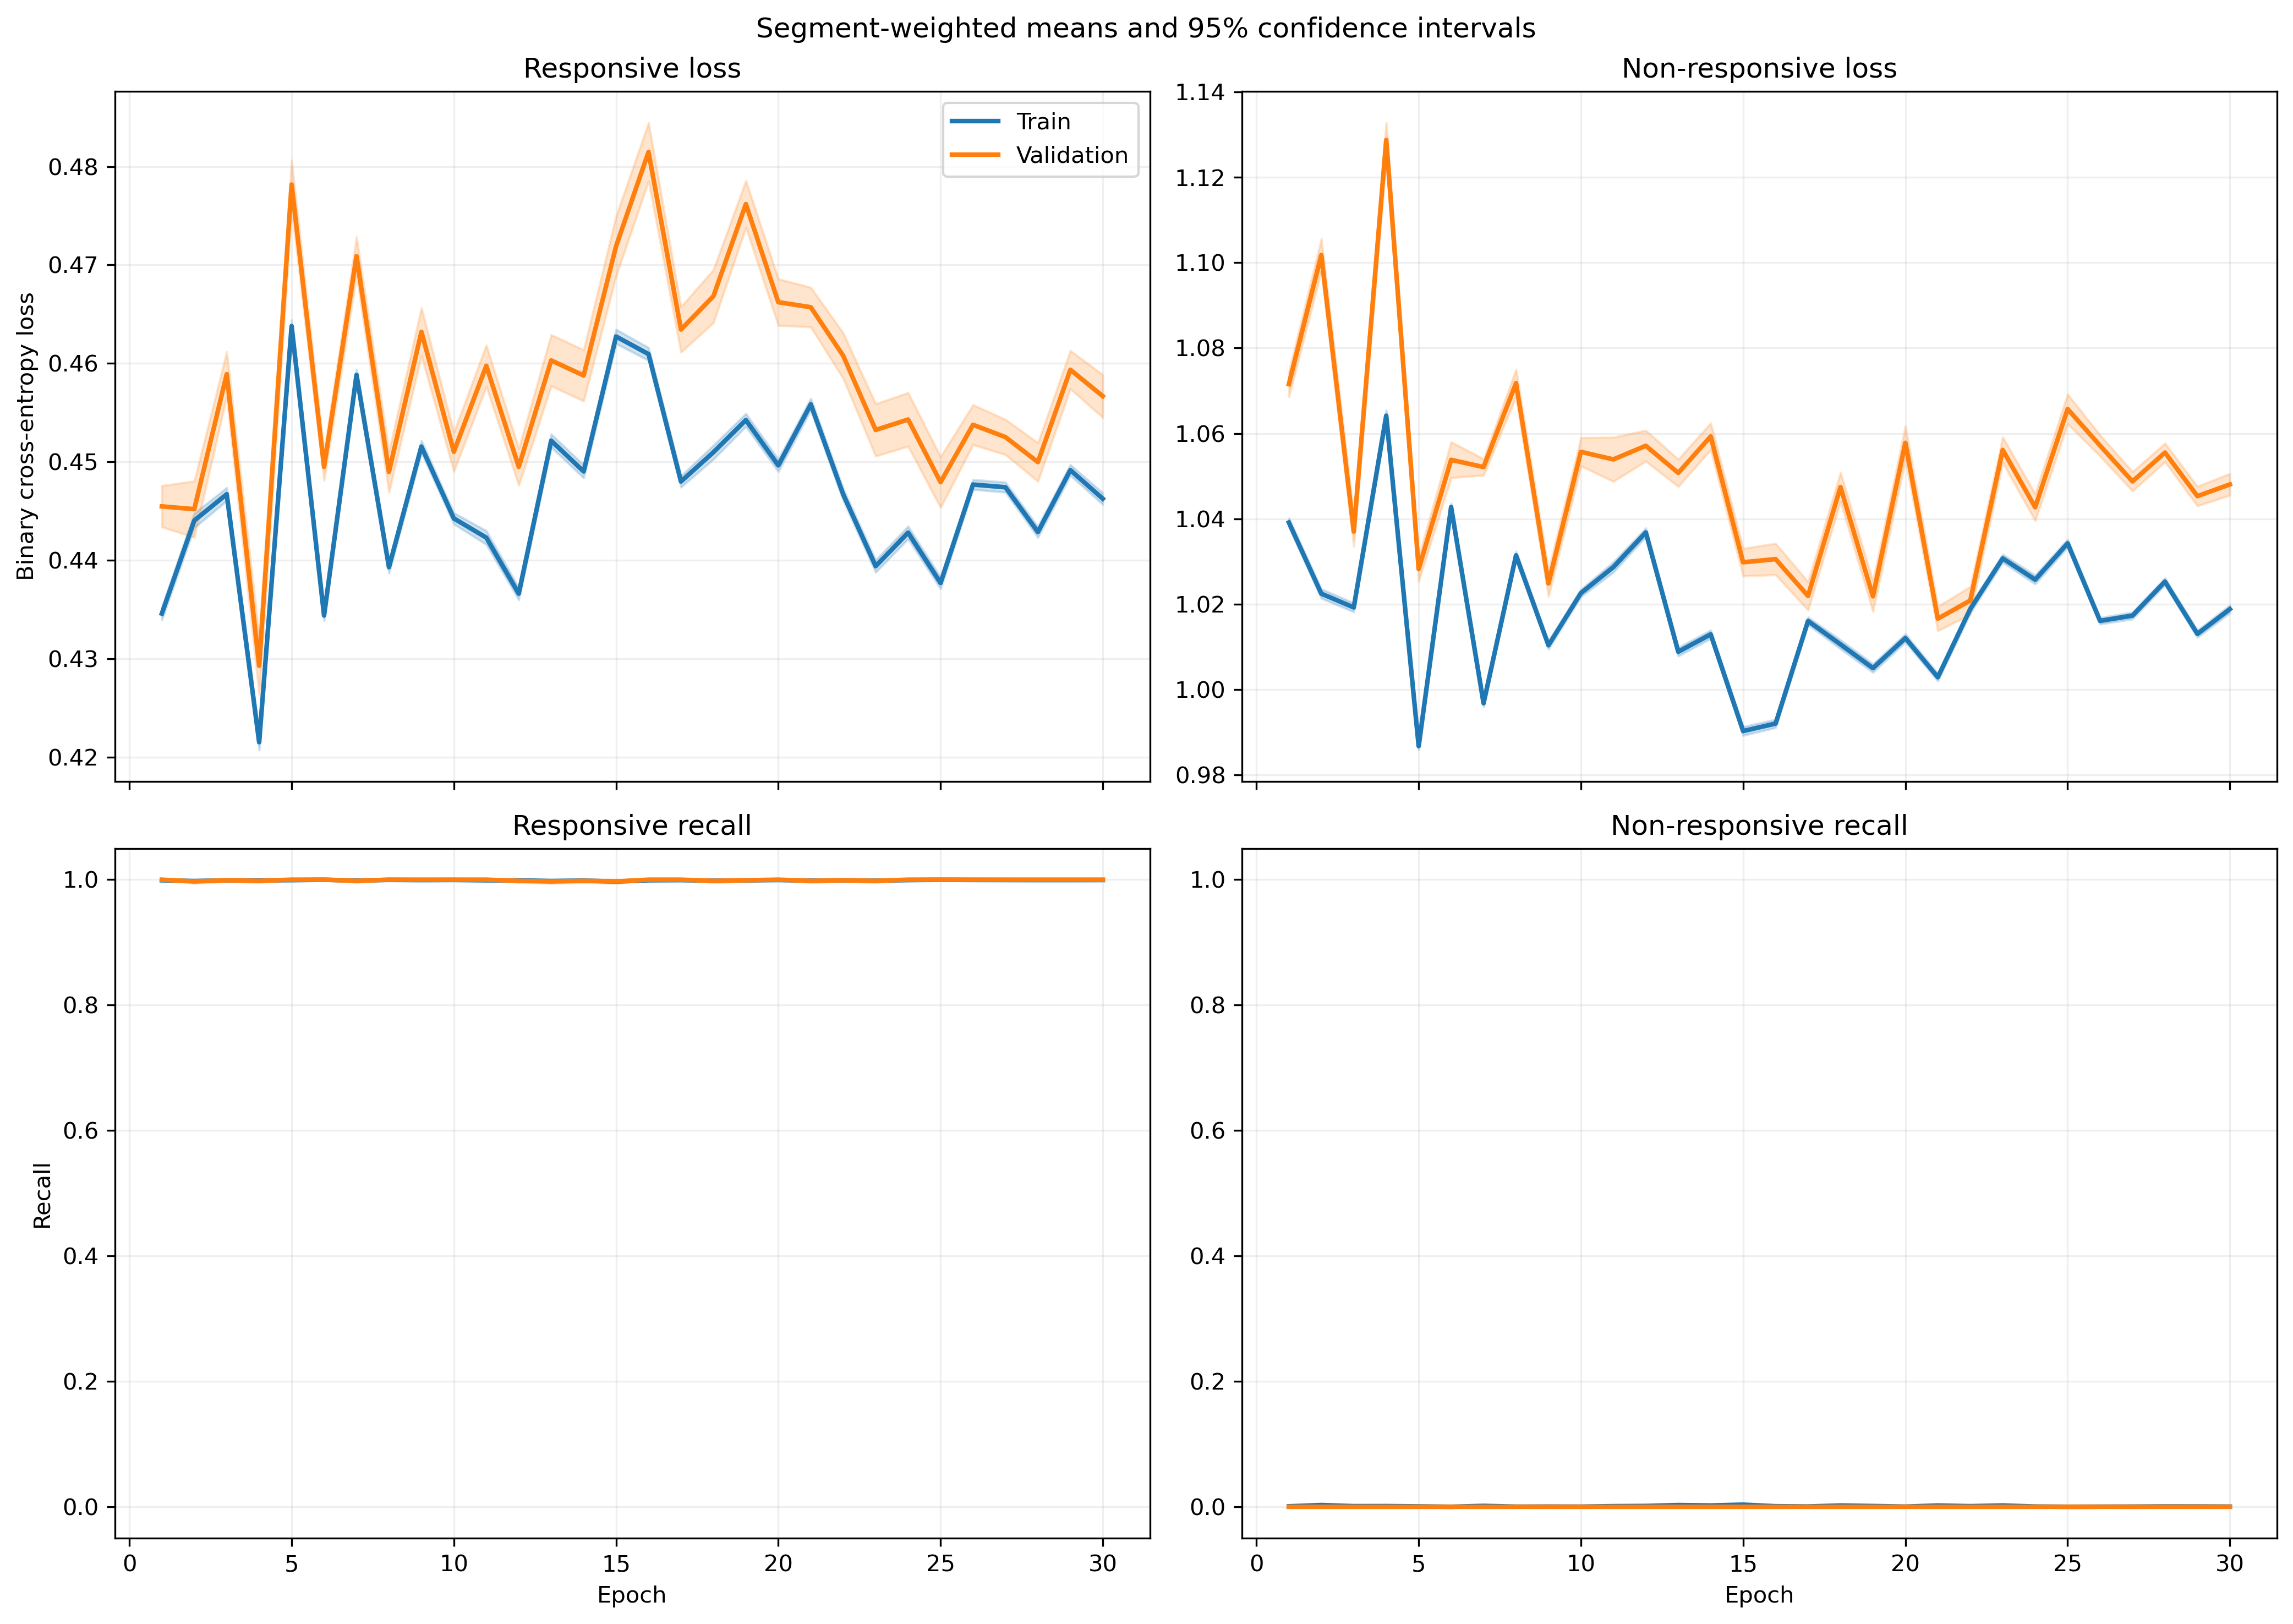 Segment-weighted means and 95% confidence intervals
Responsive loss
Non-responsive loss
Train
Validation
Binary cross-entropy loss
0.48
0.47
0.46
0.45
0.44
0.43
0.42
1.14
1.12
1.10
1.08
1.06
1.04
1.02
1.00
0.98
Responsive recall
Non-responsive recall
Recall
1.0
0.8
0.6
0.4
0.2
0.0
0 5 10 15 20 25 30
Epoch
1.0
0.8
0.6
0.4
0.2
0.0
0 5 10 15 20 25 30
Epoch